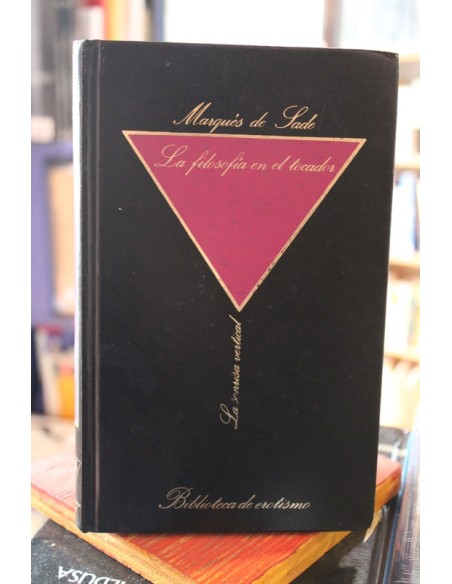 Marqués de Sade
La filosofía en el tocador
La sonrisa vertical
Biblioteca de erotismo